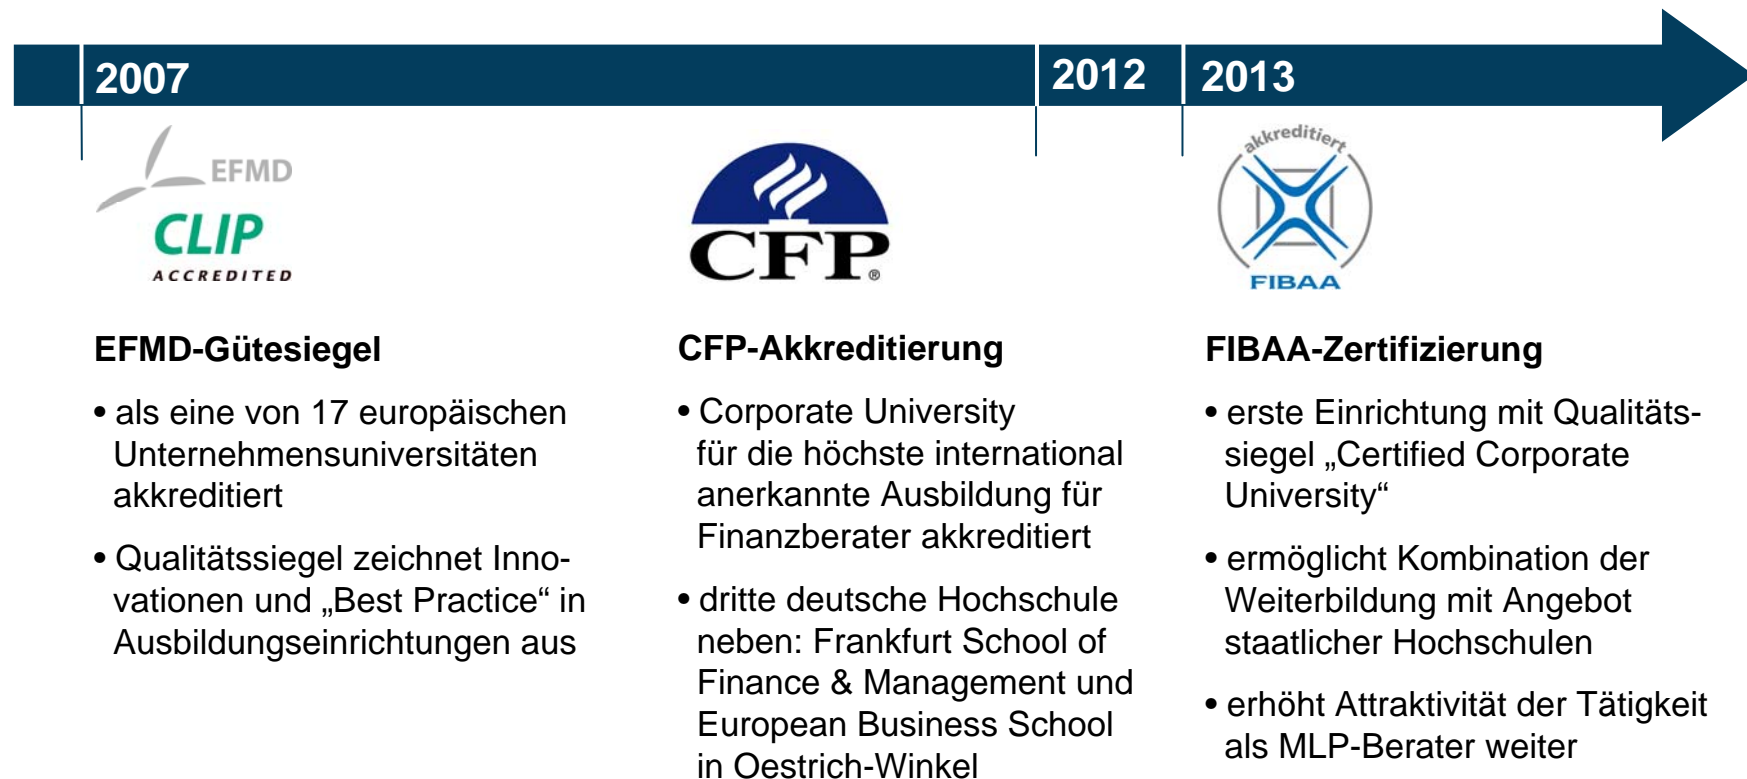 2007
2012
2013
EFMD
CLIP
ACCREDITED
EFMD-Gütesiegel
• als eine von 17 europäischen
Unternehmensuniversitäten
akkreditiert
• Qualitätssiegel zeichnet Inno-
vationen und „Best Practice“ in
Ausbildungseinrichtungen aus
CFP®
CFP-Akkreditierung
• Corporate University
für die höchste international
anerkannte Ausbildung für
Finanzberater akkreditiert
• dritte deutsche Hochschule
neben: Frankfurt School of
Finance & Management und
European Business School
in Oestrich-Winkel
akkreditiert
FIBAA
FIBAA-Zertifizierung
• erste Einrichtung mit Qualitäts-
siegel „Certified Corporate
University“
• ermöglicht Kombination der
Weiterbildung mit Angebot
staatlicher Hochschulen
• erhöht Attraktivität der Tätigkeit
als MLP-Berater weiter